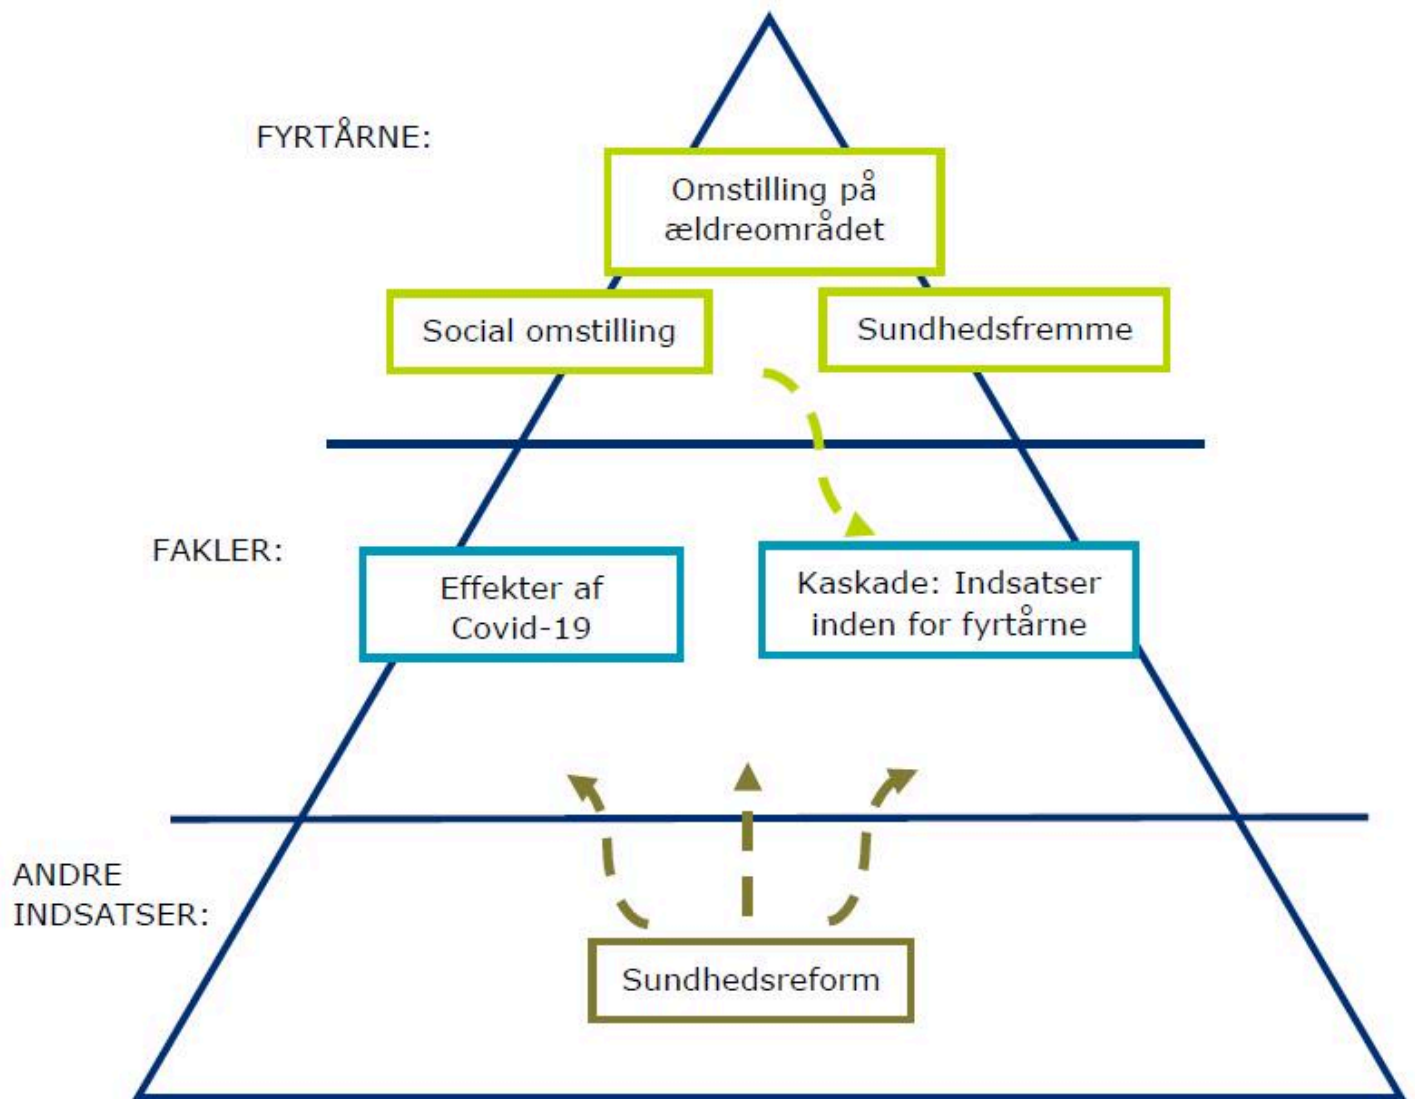 FYRTÅRNE:
Omstilling på
ældreområdet
Social omstilling
Sundhedsfremme
FAKLER:
Effekter af
Covid-19
Kaskade: Indsatser
inden for fyrtårne
ANDRE
INDSATSER:
Sundhedsreform